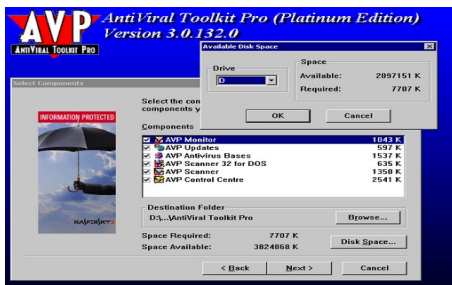 AVP
ANTIVIRAL TOOLKIT PRO
AntiViral Toolkit Pro (Platinum Edition)
Version 3.0.132.0
Available Disk Space
Drive
D
Space
Available: 2097151 K
Required: 7707 K
OK
Cancel
Select Components
INFORMATION PROTECTED
KASPERSKY
Select the com
components y
Components
AVP Monitor 1043 K
AVP Updates 597 K
AVP Antivirus Bases 1537 K
AVP Scanner 32 for DOS 635 K
AVP Scanner 1350 K
AVP Control Centre 2541 K
Destination Folder
D:\...\AntiViral Toolkit Pro
Browse...
Space Required: 7707 K
Space Available: 3824868 K
Disk Space...
< Back
Next >
Cancel